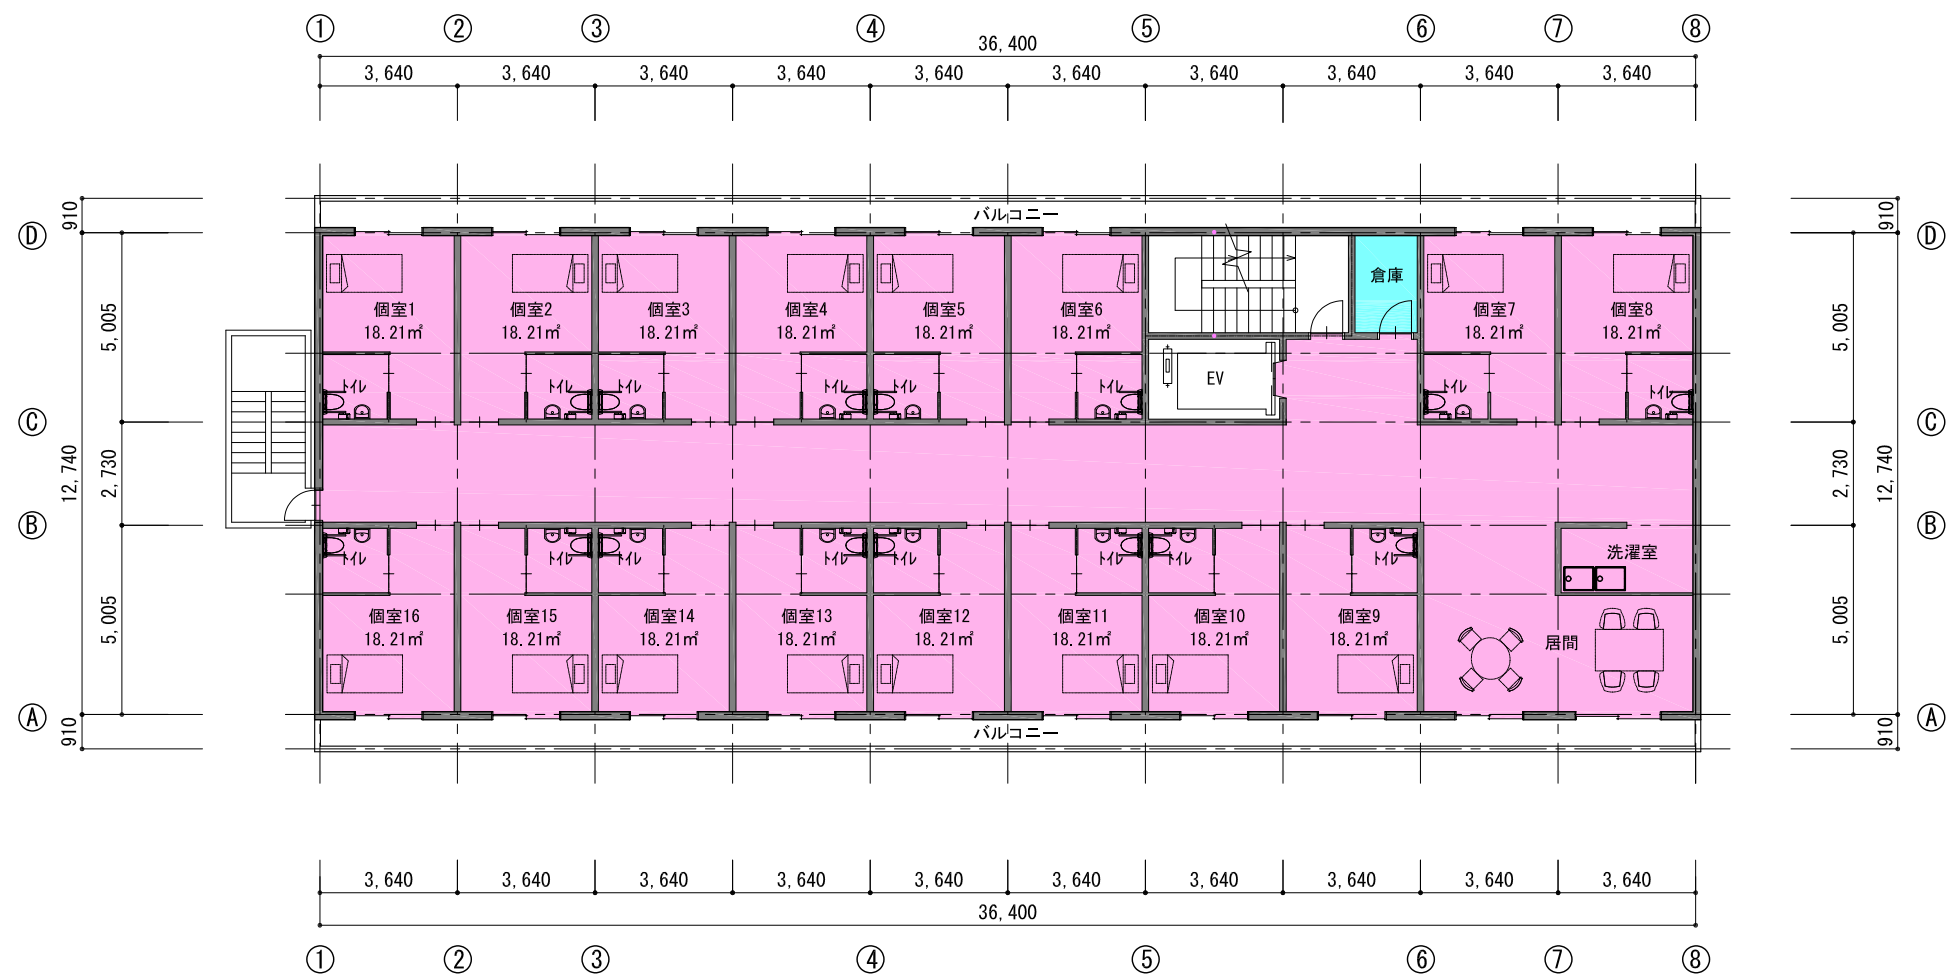 ① ② ③ ④ ⑤ ⑥ ⑦ ⑧
36,400
3,640 3,640 3,640 3,640 3,640 3,640 3,640 3,640 3,640 3,640
910 バルコニー 910
Ⓓ Ⓓ
倉庫
個室1 個室2 個室3 個室4 個室5 個室6 個室7 個室8
18.21㎡ 18.21㎡ 18.21㎡ 18.21㎡ 18.21㎡ 18.21㎡ 18.21㎡ 18.21㎡
5,005 5,005
EV
トイレ トイレ トイレ トイレ トイレ トイレ トイレ トイレ
Ⓒ Ⓒ
12,740 2,730 2,730 12,740
Ⓑ Ⓑ
トイレ トイレ トイレ トイレ トイレ トイレ トイレ トイレ 洗濯室
個室16 個室15 個室14 個室13 個室12 個室11 個室10 個室9
18.21㎡ 18.21㎡ 18.21㎡ 18.21㎡ 18.21㎡ 18.21㎡ 18.21㎡ 18.21㎡ 居間
5,005 5,005
Ⓐ Ⓐ
910 バルコニー 910
3,640 3,640 3,640 3,640 3,640 3,640 3,640 3,640 3,640 3,640
36,400
① ② ③ ④ ⑤ ⑥ ⑦ ⑧